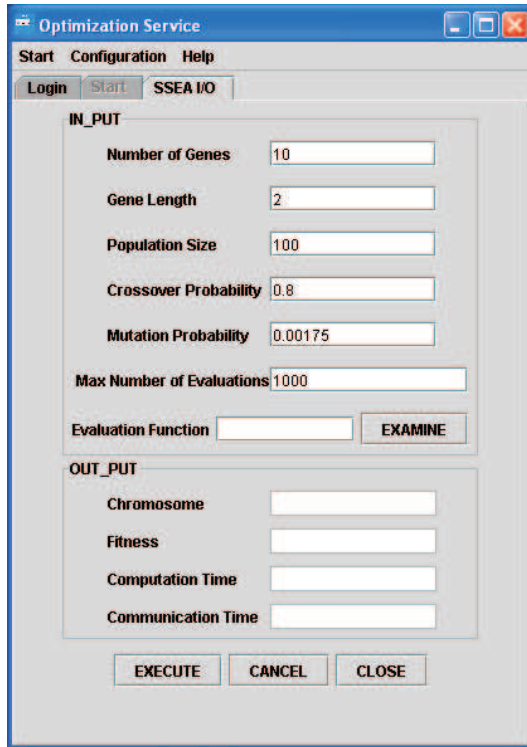 Optimization Service
Start Configuration Help
Login Start SSEA I/O
IN_PUT
Number of Genes 10
Gene Length 2
Population Size 100
Crossover Probability 0.8
Mutation Probability 0.00175
Max Number of Evaluations 1000
Evaluation Function EXAMINE
OUT_PUT
Chromosome
Fitness
Computation Time
Communication Time
EXECUTE CANCEL CLOSE